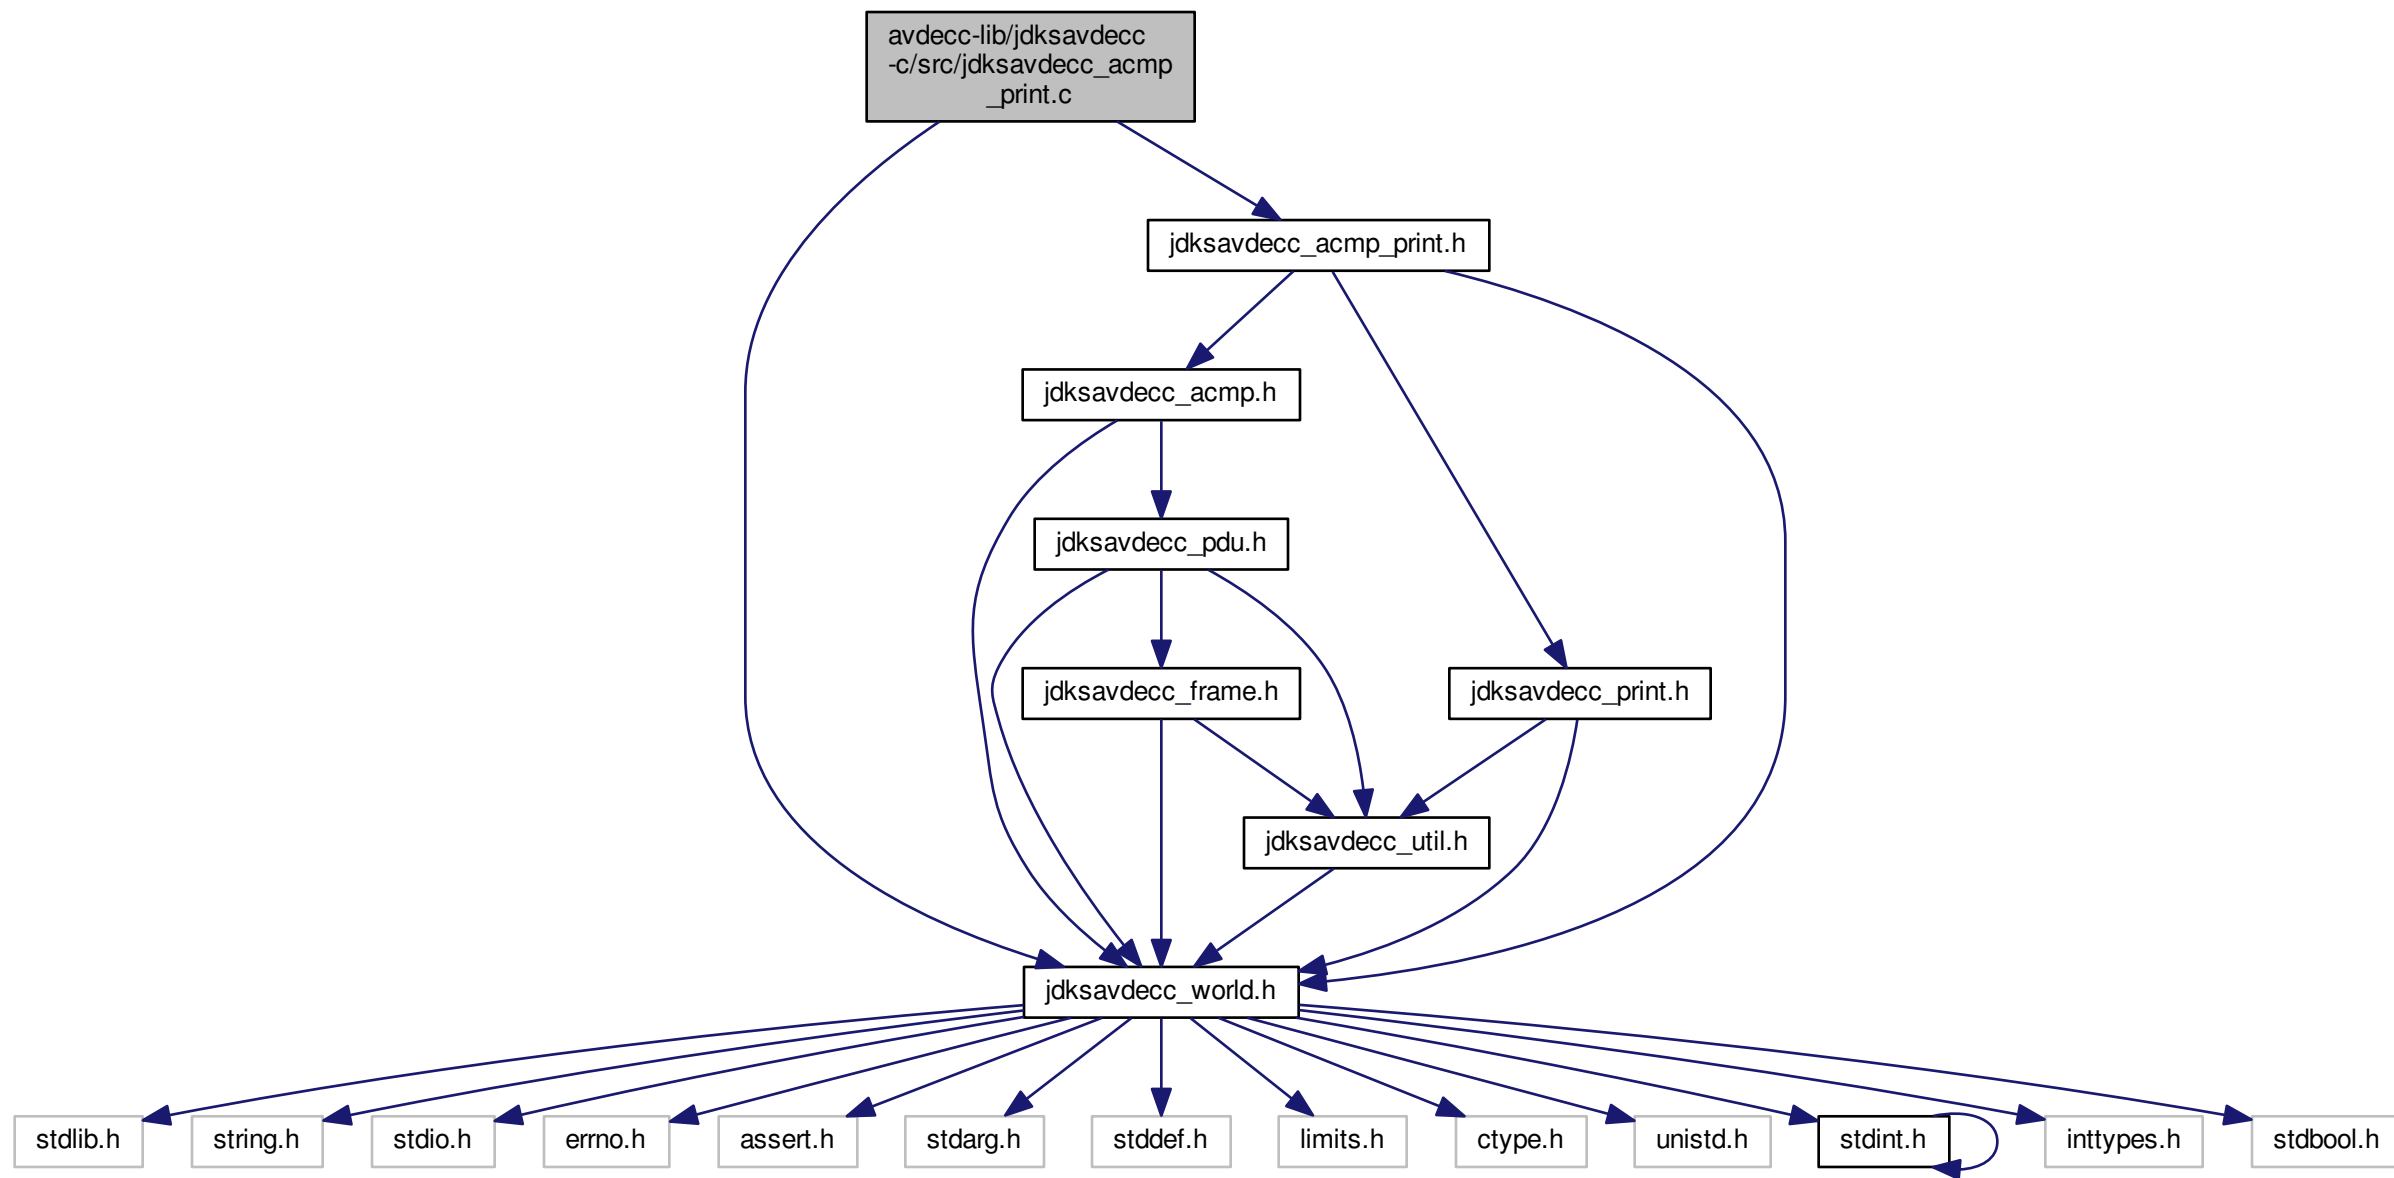 avdecc-lib/jdksavdecc
-c/src/jdksavdecc_acmp
_print.c
jdksavdecc_acmp_print.h
jdksavdecc_acmp.h
jdksavdecc_pdu.h
jdksavdecc_frame.h
jdksavdecc_print.h
jdksavdecc_util.h
jdksavdecc_world.h
stdlib.h
string.h
stdio.h
errno.h
assert.h
stdarg.h
stddef.h
limits.h
ctype.h
unistd.h
stdint.h
inttypes.h
stdbool.h